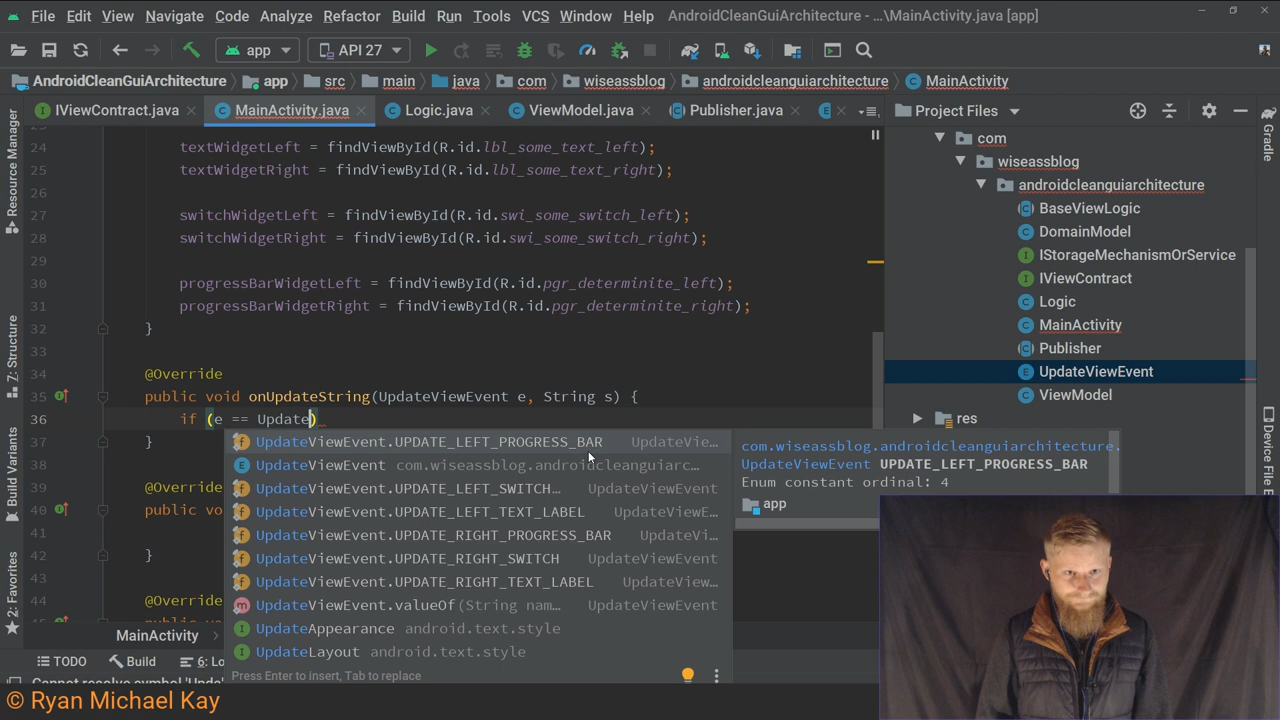 File Edit View Navigate Code Analyze Refactor Build Run Tools VCS Window Help AndroidCleanGuiArchitecture - ...\MainActivity.java [app]
app API 27
AndroidCleanGuiArchitecture app src main java com wiseassblog androidcleanguiarchitecture MainActivity
IViewContract.java MainActivity.java Logic.java ViewModel.java Publisher.java
Project Files
Resource Manager
7: Structure
Build Variants
2: Favorites
24 textWidgetLeft = findViewById(R.id.lbl_some_text_left);
25 textWidgetRight = findViewById(R.id.lbl_some_text_right);
26
27 switchWidgetLeft = findViewById(R.id.swi_some_switch_left);
28 switchWidgetRight = findViewById(R.id.swi_some_switch_right);
29
30 progressBarWidgetLeft = findViewById(R.id.pgr_determinite_left);
31 progressBarWidgetRight = findViewById(R.id.pgr_determinite_right);
32 }
33
34 @Override
35 public void onUpdateString(UpdateViewEvent e, String s) {
36 if (e == Update)
37 }
38
39 @Override
40 public vo
41
42 }
43
44 @Override
UpdateViewEvent.UPDATE_LEFT_PROGRESS_BAR UpdateVie...
UpdateViewEvent com.wiseassblog.androidcleanguiarc...
UpdateViewEvent.UPDATE_LEFT_SWITCH... UpdateViewEvent
UpdateViewEvent.UPDATE_LEFT_TEXT_LABEL UpdateViewE...
UpdateViewEvent.UPDATE_RIGHT_PROGRESS_BAR UpdateVi...
UpdateViewEvent.UPDATE_RIGHT_SWITCH UpdateViewEvent
UpdateViewEvent.UPDATE_RIGHT_TEXT_LABEL UpdateView...
UpdateViewEvent.valueOf(String nam... UpdateViewEvent
UpdateAppearance android.text.style
UpdateLayout android.text.style
Press Enter to insert, Tab to replace
com.wiseassblog.androidcleanguiarchitecture.
UpdateViewEvent UPDATE_LEFT_PROGRESS_BAR
Enum constant ordinal: 4
app
com
wiseassblog
androidcleanguiarchitecture
BaseViewLogic
DomainModel
IStorageMechanismOrService
IViewContract
Logic
MainActivity
Publisher
UpdateViewEvent
ViewModel
res
Gradle
Device File E
MainActivity
TODO Build 6: Lo
Cannot resolve symbol 'Upda
© Ryan Michael Kay